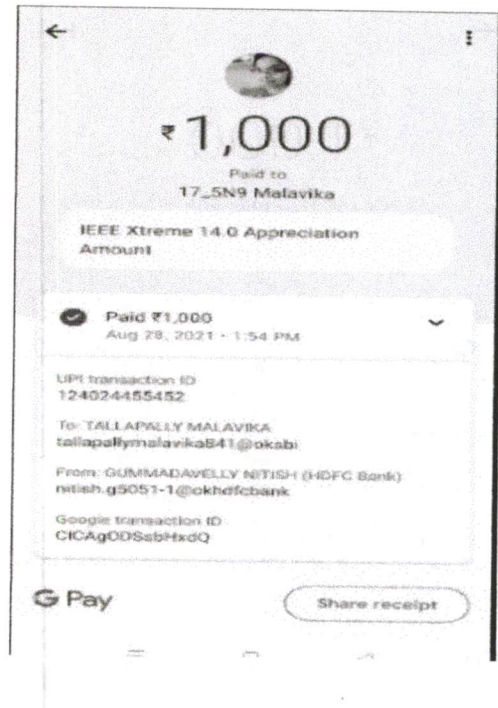 ₹1,000
Paid to
17_5N9 Malavika
IEEE Xtreme 14.0 Appreciation
Amount
Paid ₹1,000
Aug 28, 2021 · 1:54 PM
UPI transaction ID
124024455452
To: TALLAPALLY MALAVIKA
tallapallymalavika841@oksbi
From: GUMMADAVELLY NITISH (HDFC Bank)
nitish.g5051-1@okhdfcbank
Google transaction ID
CICAgODSsbHxdQ
G Pay
Share receipt